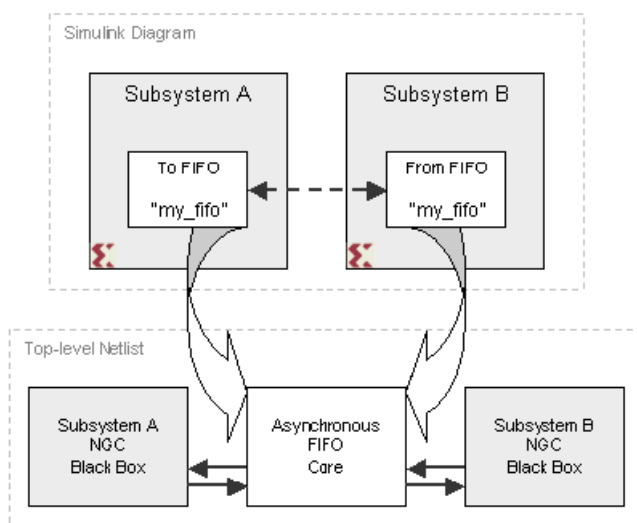 Simulink Diagram
Subsystem A
Subsystem B
To FIFO
"my_fifo"
From FIFO
"my_fifo"
Top-level Netlist
Subsystem A
NGC
Black Box
Asynchronous
FIFO
Core
Subsystem B
NGC
Black Box